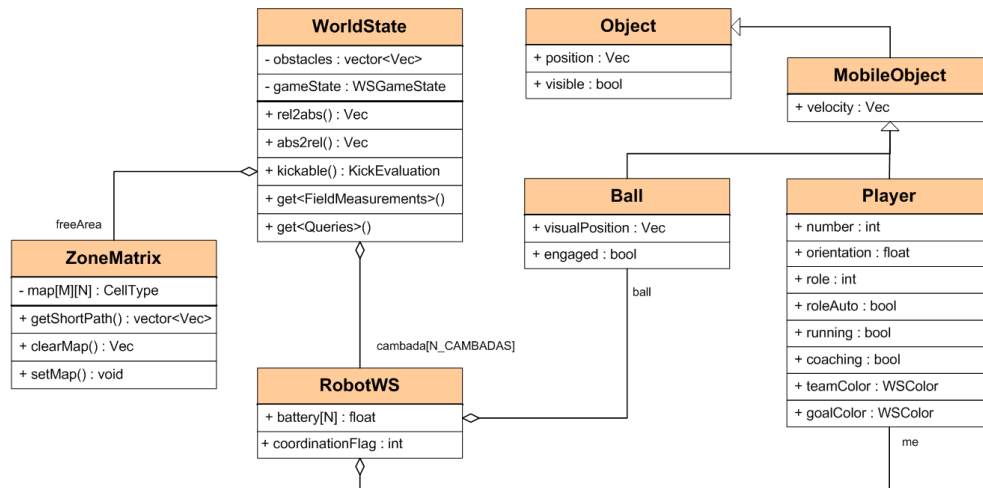 WorldState
- obstacles : vector<Vec>
- gameState : WSGameState
+ rel2abs() : Vec
+ abs2rel() : Vec
+ kickable() : KickEvaluation
+ get<FieldMeasurements>()
+ get<Queries>()
Object
+ position : Vec
+ visible : bool
MobileObject
+ velocity : Vec
freeArea
ZoneMatrix
- map[M][N] : CellType
+ getShortPath() : vector<Vec>
+ clearMap() : Vec
+ setMap() : void
Ball
+ visualPosition : Vec
+ engaged : bool
ball
Player
+ number : int
+ orientation : float
+ role : int
+ roleAuto : bool
+ running : bool
+ coaching : bool
+ teamColor : WSColor
+ goalColor : WSColor
me
cambada[N_CAMBADAS]
RobotWS
+ battery[N] : float
+ coordinationFlag : int